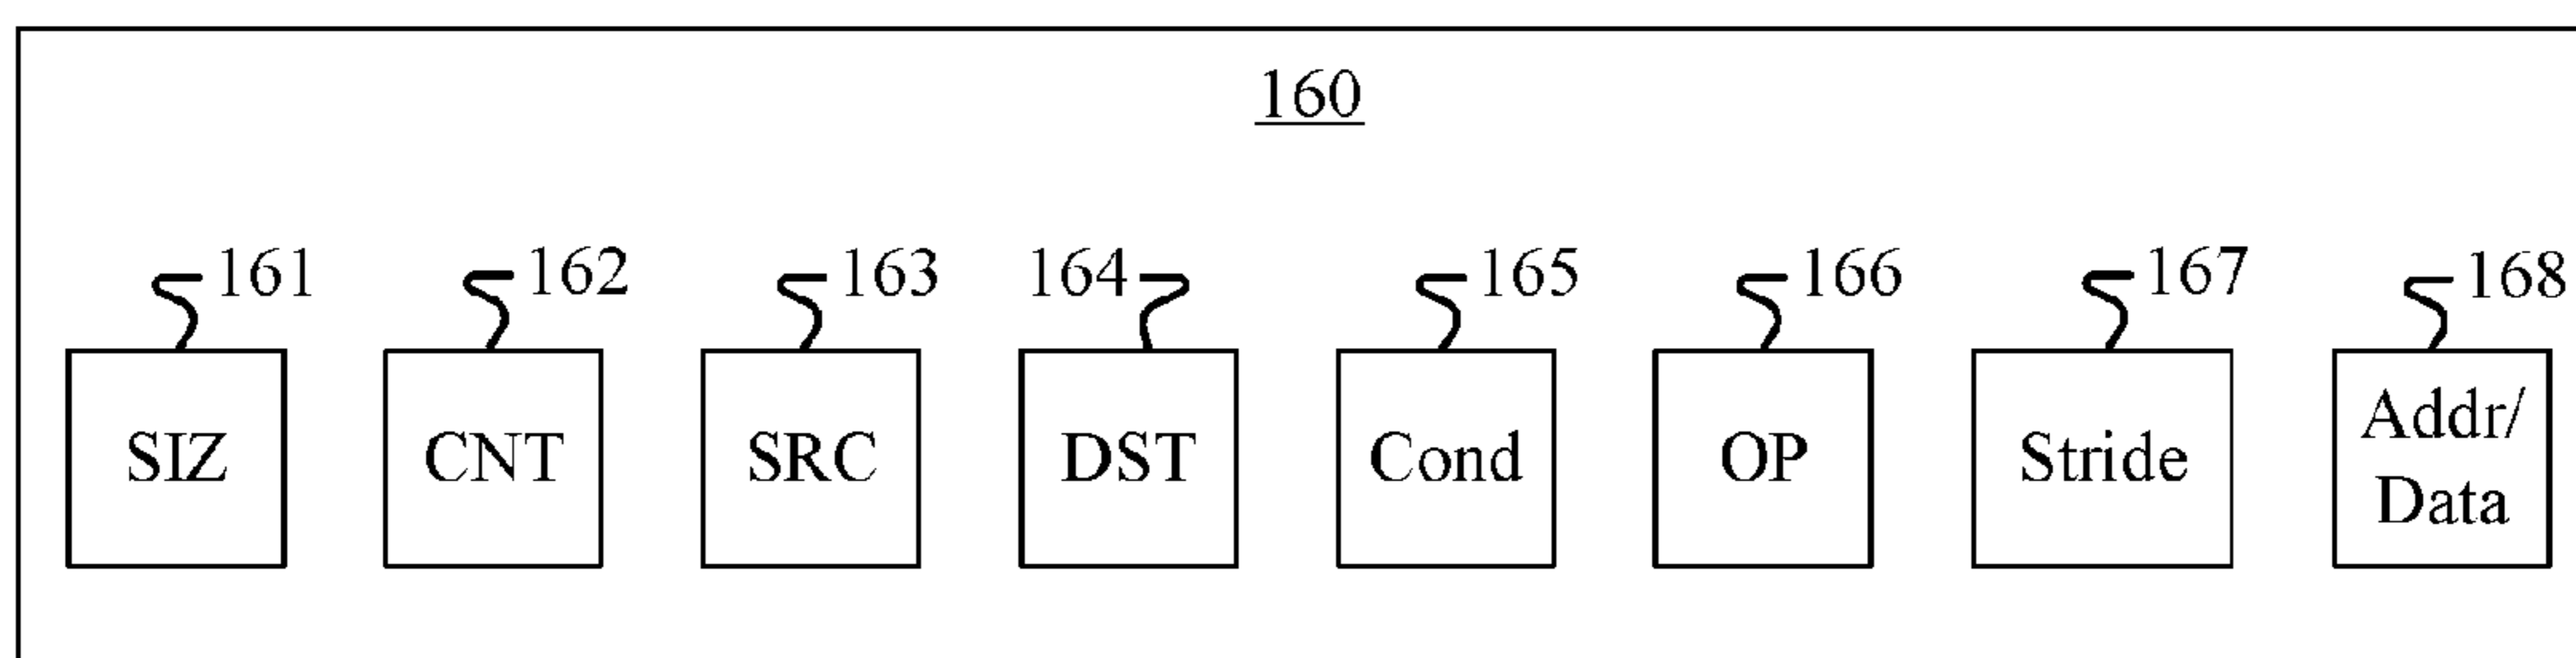 160
161 162 163 164 165 166 167 168
SIZ CNT SRC DST Cond OP Stride Addr/
Data